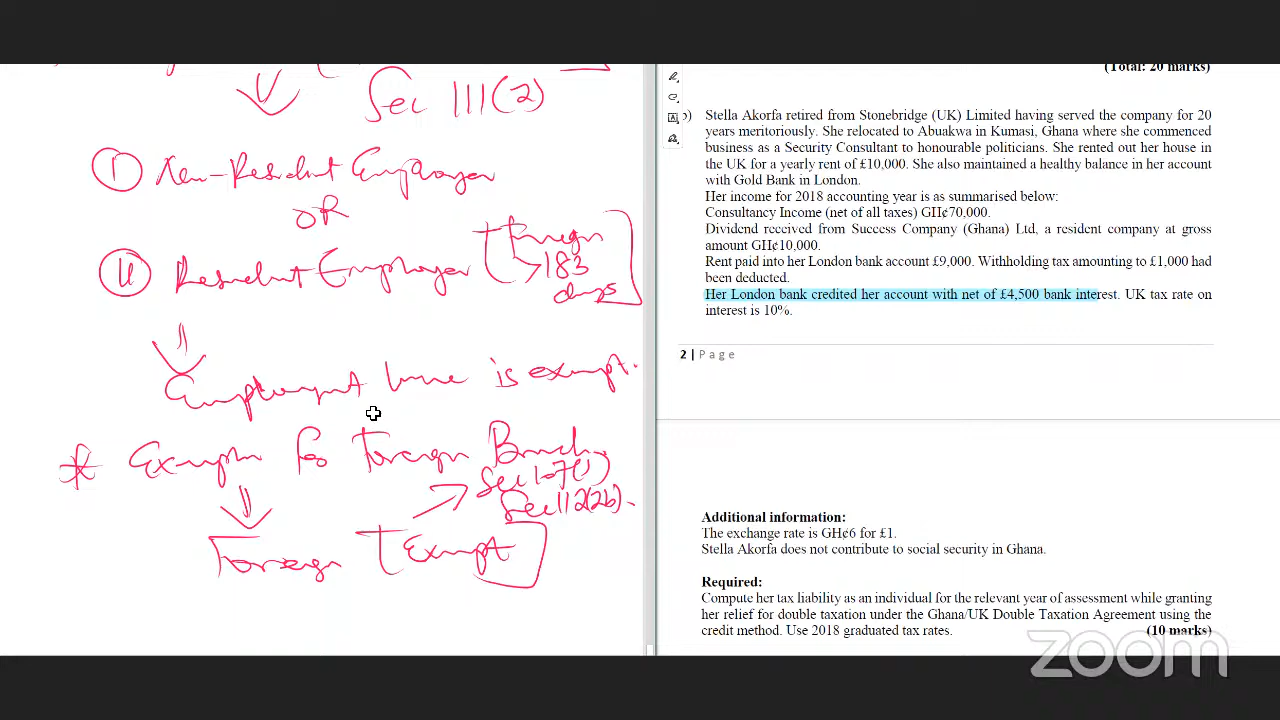 Sec 111(2)
I Non-Resident Employer
OR
II Resident Employer
Foreign
183
days
Employment Income is exempt.
* Exemption for Foreign Branch
Sec 107(1)
Sec 112(2b)
Foreign Exempt
(Total: 20 marks)
b) Stella Akorfa retired from Stonebridge (UK) Limited having served the company for 20
years meritoriously. She relocated to Abuakwa in Kumasi, Ghana where she commenced
business as a Security Consultant to honourable politicians. She rented out her house in
the UK for a yearly rent of £10,000. She also maintained a healthy balance in her account
with Gold Bank in London.
Her income for 2018 accounting year is as summarised below:
Consultancy Income (net of all taxes) GH¢70,000.
Dividend received from Success Company (Ghana) Ltd, a resident company at gross
amount GH¢10,000.
Rent paid into her London bank account £9,000. Withholding tax amounting to £1,000 had
been deducted.
Her London bank credited her account with net of £4,500 bank interest. UK tax rate on
interest is 10%.
2 | Page
Additional information:
The exchange rate is GH¢6 for £1.
Stella Akorfa does not contribute to social security in Ghana.
Required:
Compute her tax liability as an individual for the relevant year of assessment while granting
her relief for double taxation under the Ghana/UK Double Taxation Agreement using the
credit method. Use 2018 graduated tax rates. (10 marks)
zoom